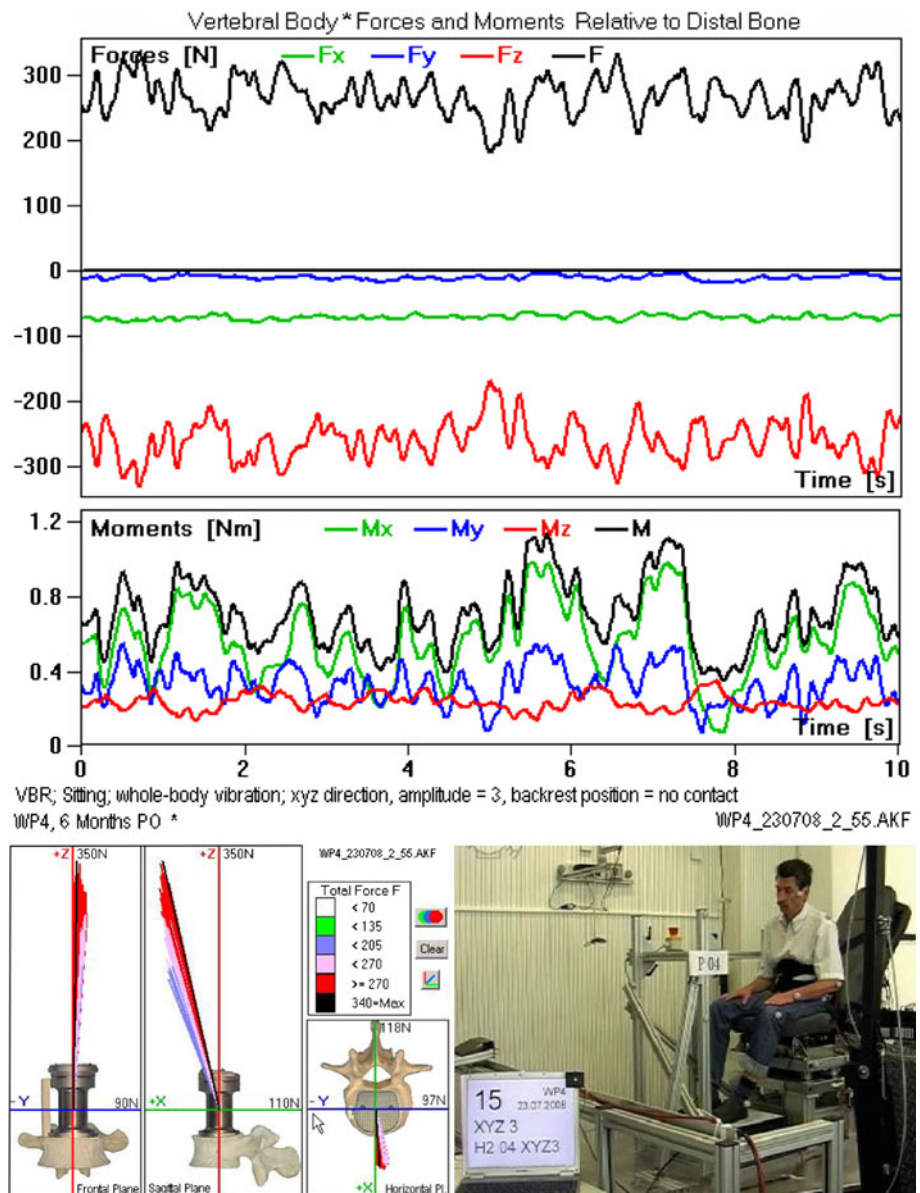 Vertebral Body * Forces and Moments Relative to Distal Bone
Forces [N] Fx Fy Fz F
300
200
100
0
-100
-200
-300
Time [s]
Moments [Nm] Mx My Mz M
1.2
0.8
0.4
0
Time [s]
0 2 4 6 8 10
VBR; Sitting; whole-body vibration; xyz direction, amplitude = 3, backrest position = no contact
WP4, 6 Months PO * WP4_230708_2_55.AKF
+Z 350N
-Y 90N
Frontal Plane
350N
+X 110N
Sagittal Plane
WP4_230708_2_55.AKF
Total Force F
< 70
< 135
< 205
< 270
>= 270
340=Max
Clear
118N
-Y 97N
+X Horizontal Pl.
P 04
15 WP4
23.07.2008
XYZ 3
H2 04 XYZ3